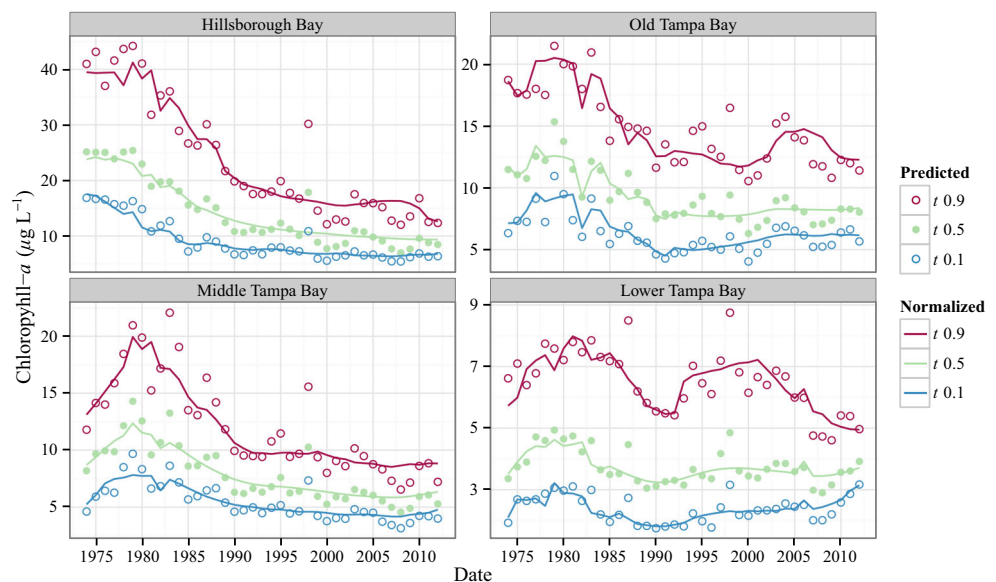 Hillsborough Bay
Old Tampa Bay
40
30
20
10
20
15
10
5
Middle Tampa Bay
Lower Tampa Bay
20
15
10
5
9
7
5
3
1975 1980 1985 1990 1995 2000 2005 2010
1975 1980 1985 1990 1995 2000 2005 2010
Date
Chloropyhll−a (μg L−1)
Predicted
t 0.9
t 0.5
t 0.1
Normalized
t 0.9
t 0.5
t 0.1